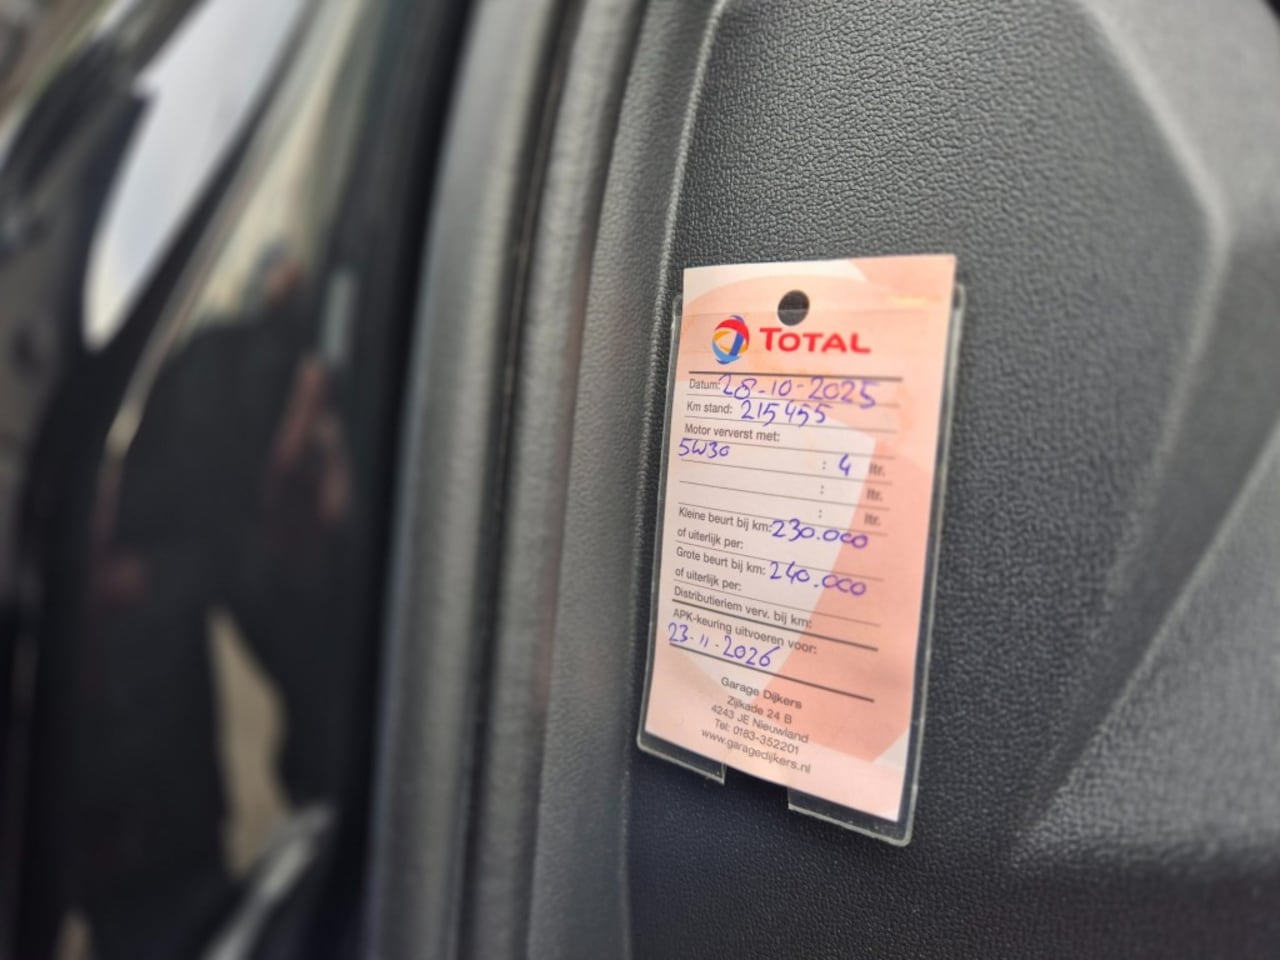 TOTAL
Datum: 28-10-2025
Km stand: 215455
Motor ververst met:
5W30 : 4 ltr.
: ltr.
: ltr.
Kleine beurt bij km: 230.000
of uiterlijk per:
Grote beurt bij km: 240.000
of uiterlijk per:
Distributieriem verv. bij km:
APK-keuring uitvoeren voor:
23-11-2026
Garage Dijkers
Zijlkade 24 B
4243 JE Nieuwland
Tel: 0183-352201
www.garagedijkers.nl